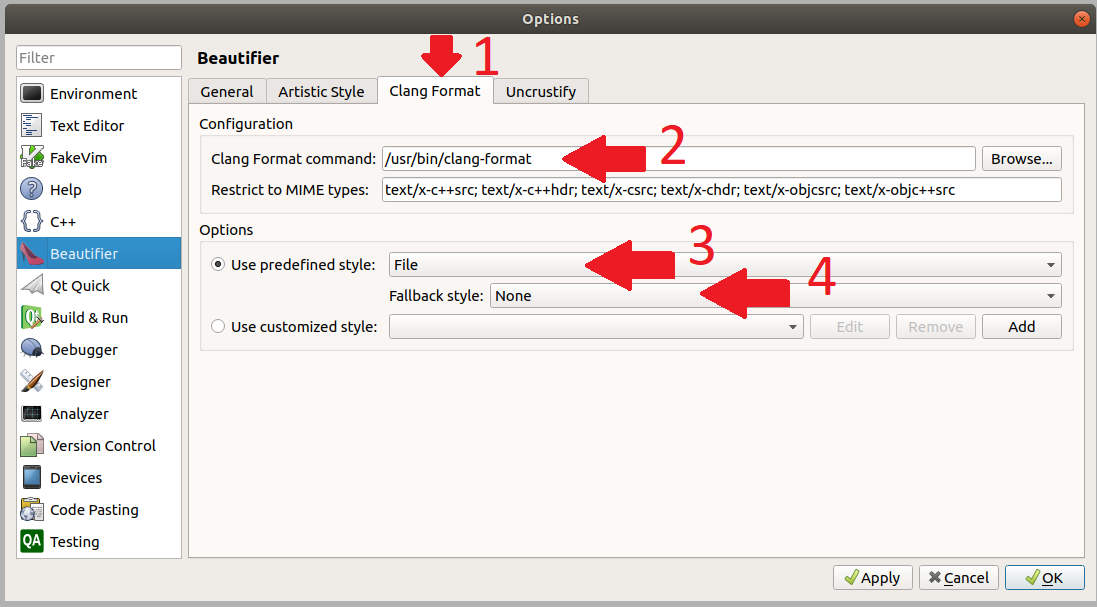 Options
Filter
Beautifier
1
General Artistic Style Clang Format Uncrustify
Environment
Text Editor
FakeVim
Help
C++
Beautifier
Qt Quick
Build & Run
Debugger
Designer
Analyzer
Version Control
Devices
Code Pasting
QA Testing
Configuration
Clang Format command: /usr/bin/clang-format 2 Browse...
Restrict to MIME types: text/x-c++src; text/x-c++hdr; text/x-csrc; text/x-chdr; text/x-objcsrc; text/x-objc++src
Options
Use predefined style: File 3
Fallback style: None 4
Use customized style: Edit Remove Add
Apply Cancel OK